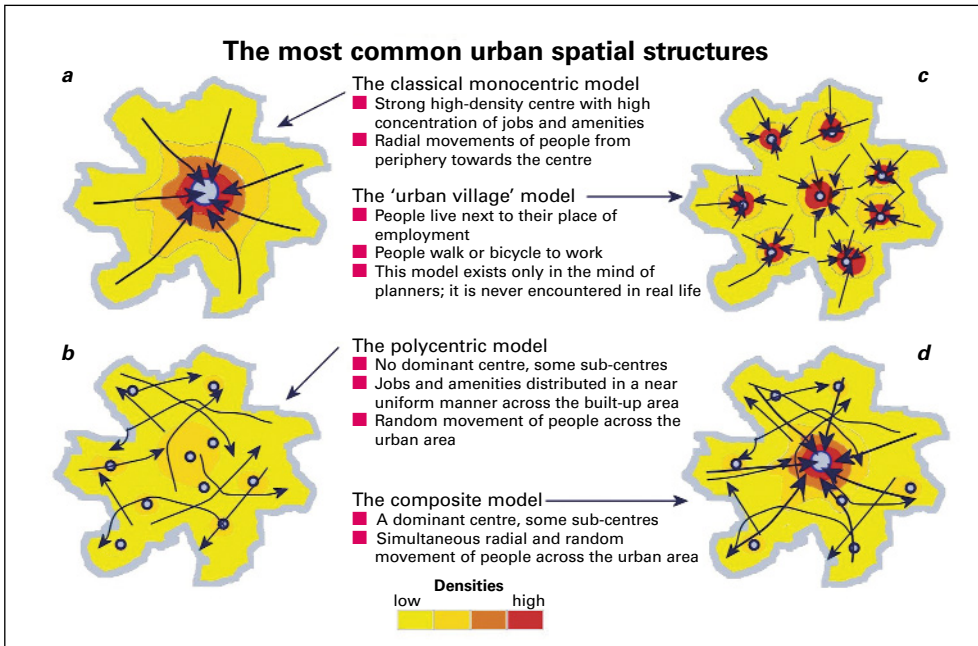 The most common urban spatial structures
a
The classical monocentric model
Strong high-density centre with high
concentration of jobs and amenities
Radial movements of people from
periphery towards the centre
c
The ‘urban village’ model
People live next to their place of
employment
People walk or bicycle to work
This model exists only in the mind of
planners; it is never encountered in real life
b
The polycentric model
No dominant centre, some sub-centres
Jobs and amenities distributed in a near
uniform manner across the built-up area
Random movement of people across the
urban area
d
The composite model
A dominant centre, some sub-centres
Simultaneous radial and random
movement of people across the urban area
Densities
low high